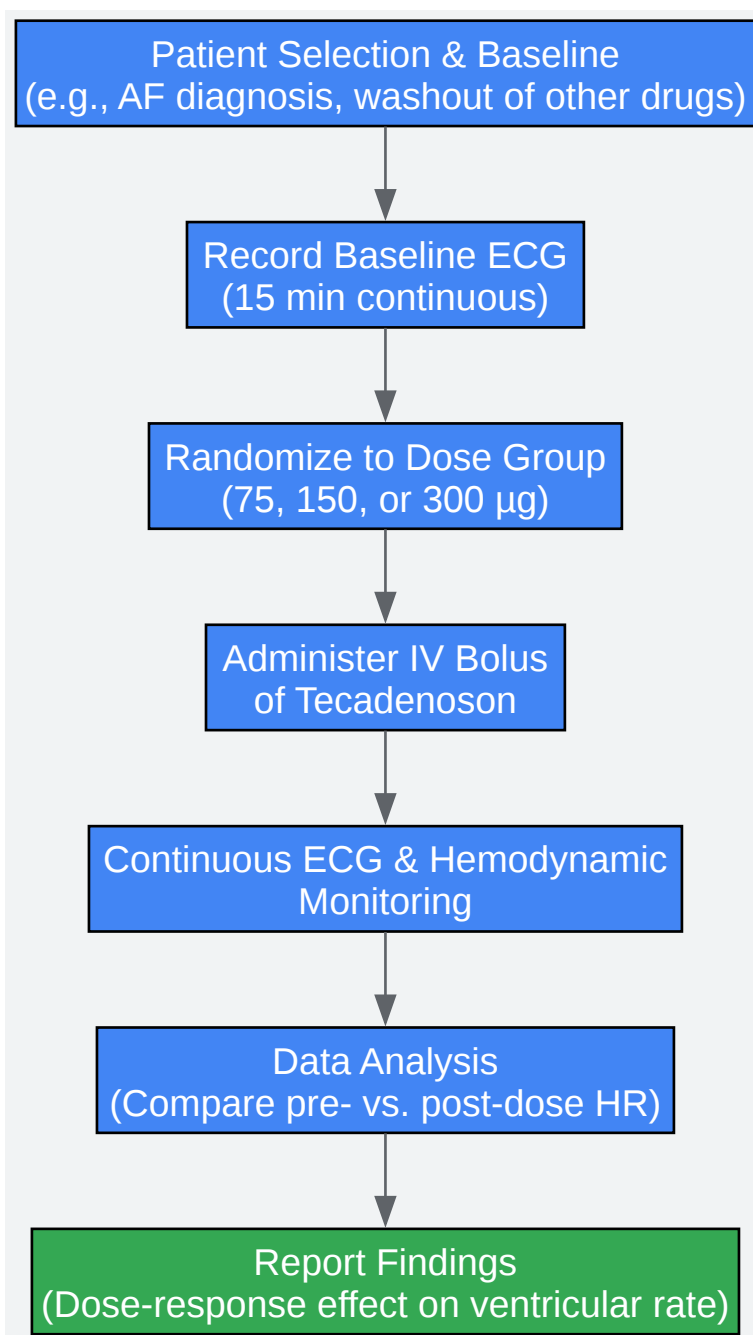 Patient Selection & Baseline
(e.g., AF diagnosis, washout of other drugs)
Record Baseline ECG
(15 min continuous)
Randomize to Dose Group
(75, 150, or 300 µg)
Administer IV Bolus
of Tecadenoson
Continuous ECG & Hemodynamic
Monitoring
Data Analysis
(Compare pre- vs. post-dose HR)
Report Findings
(Dose-response effect on ventricular rate)